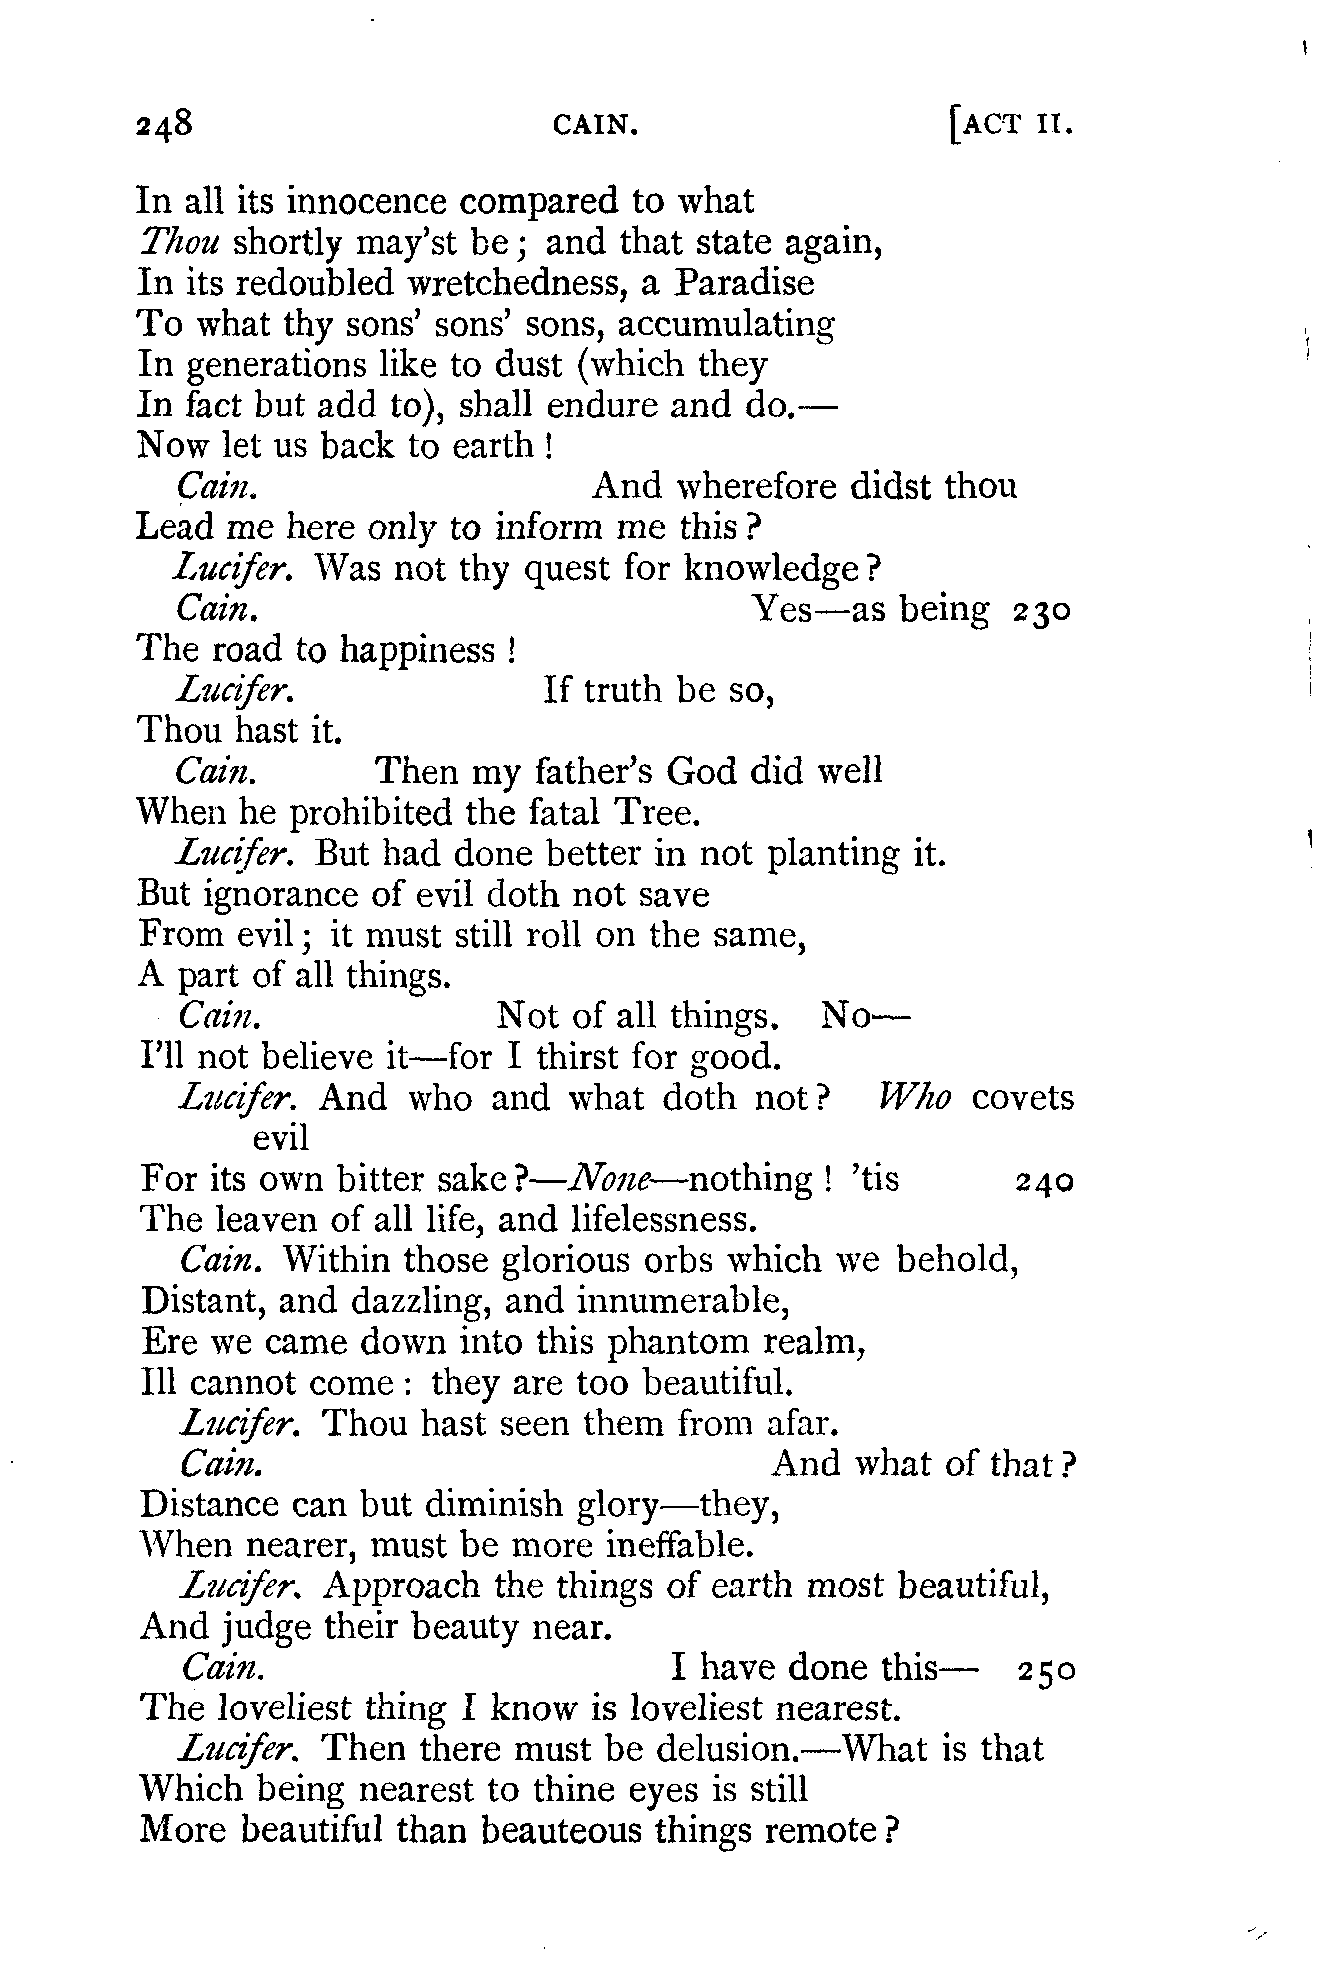 248 CAIN. [ACT II.
In all its innocence compared to what
Thou shortly may'st be; and that state again,
In its redoubled wretchedness, a Paradise
To what thy sons' sons' sons, accumulating
In generations like to dust (which they
In fact but add to), shall endure and do.—
Now let us back to earth!
Cain. And wherefore didst thou
Lead me here only to inform me this?
Lucifer. Was not thy quest for knowledge?
Cain. Yes—as being 230
The road to happiness!
Lucifer. If truth be so,
Thou hast it.
Cain. Then my father's God did well
When he prohibited the fatal Tree.
Lucifer. But had done better in not planting it.
But ignorance of evil doth not save
From evil; it must still roll on the same,
A part of all things.
Cain. Not of all things. No—
I'll not believe it—for I thirst for good.
Lucifer. And who and what doth not? Who covets
evil
For its own bitter sake?—None—nothing! 'tis 240
The leaven of all life, and lifelessness.
Cain. Within those glorious orbs which we behold,
Distant, and dazzling, and innumerable,
Ere we came down into this phantom realm,
Ill cannot come: they are too beautiful.
Lucifer. Thou hast seen them from afar.
Cain. And what of that?
Distance can but diminish glory—they,
When nearer, must be more ineffable.
Lucifer. Approach the things of earth most beautiful,
And judge their beauty near.
Cain. I have done this— 250
The loveliest thing I know is loveliest nearest.
Lucifer. Then there must be delusion.—What is that
Which being nearest to thine eyes is still
More beautiful than beauteous things remote?